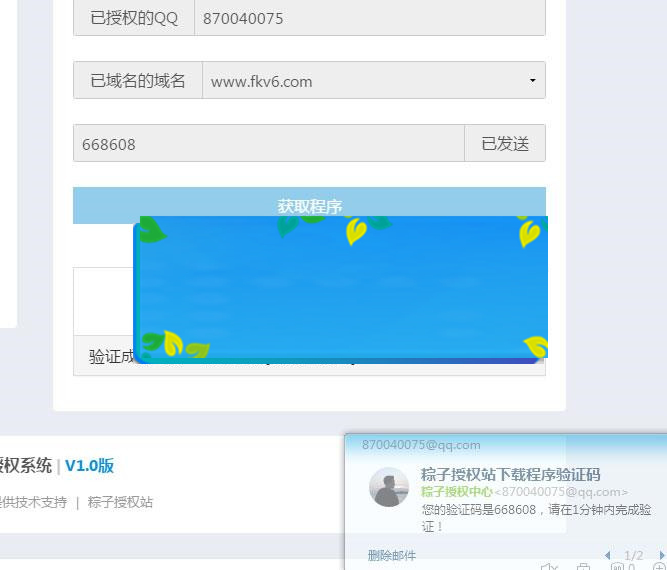 已授权的QQ 870040075
已域名的域名 www.fkv6.com
668608 已发送
获取程序
验证成
授权系统 | V1.0版
提供技术支持 | 粽子授权站
870040075@qq.com
粽子授权站下载程序验证码
粽子授权中心<870040075@qq.com>
您的验证码是668608，请在1分钟内完成验
证！
删除邮件 1/2
0